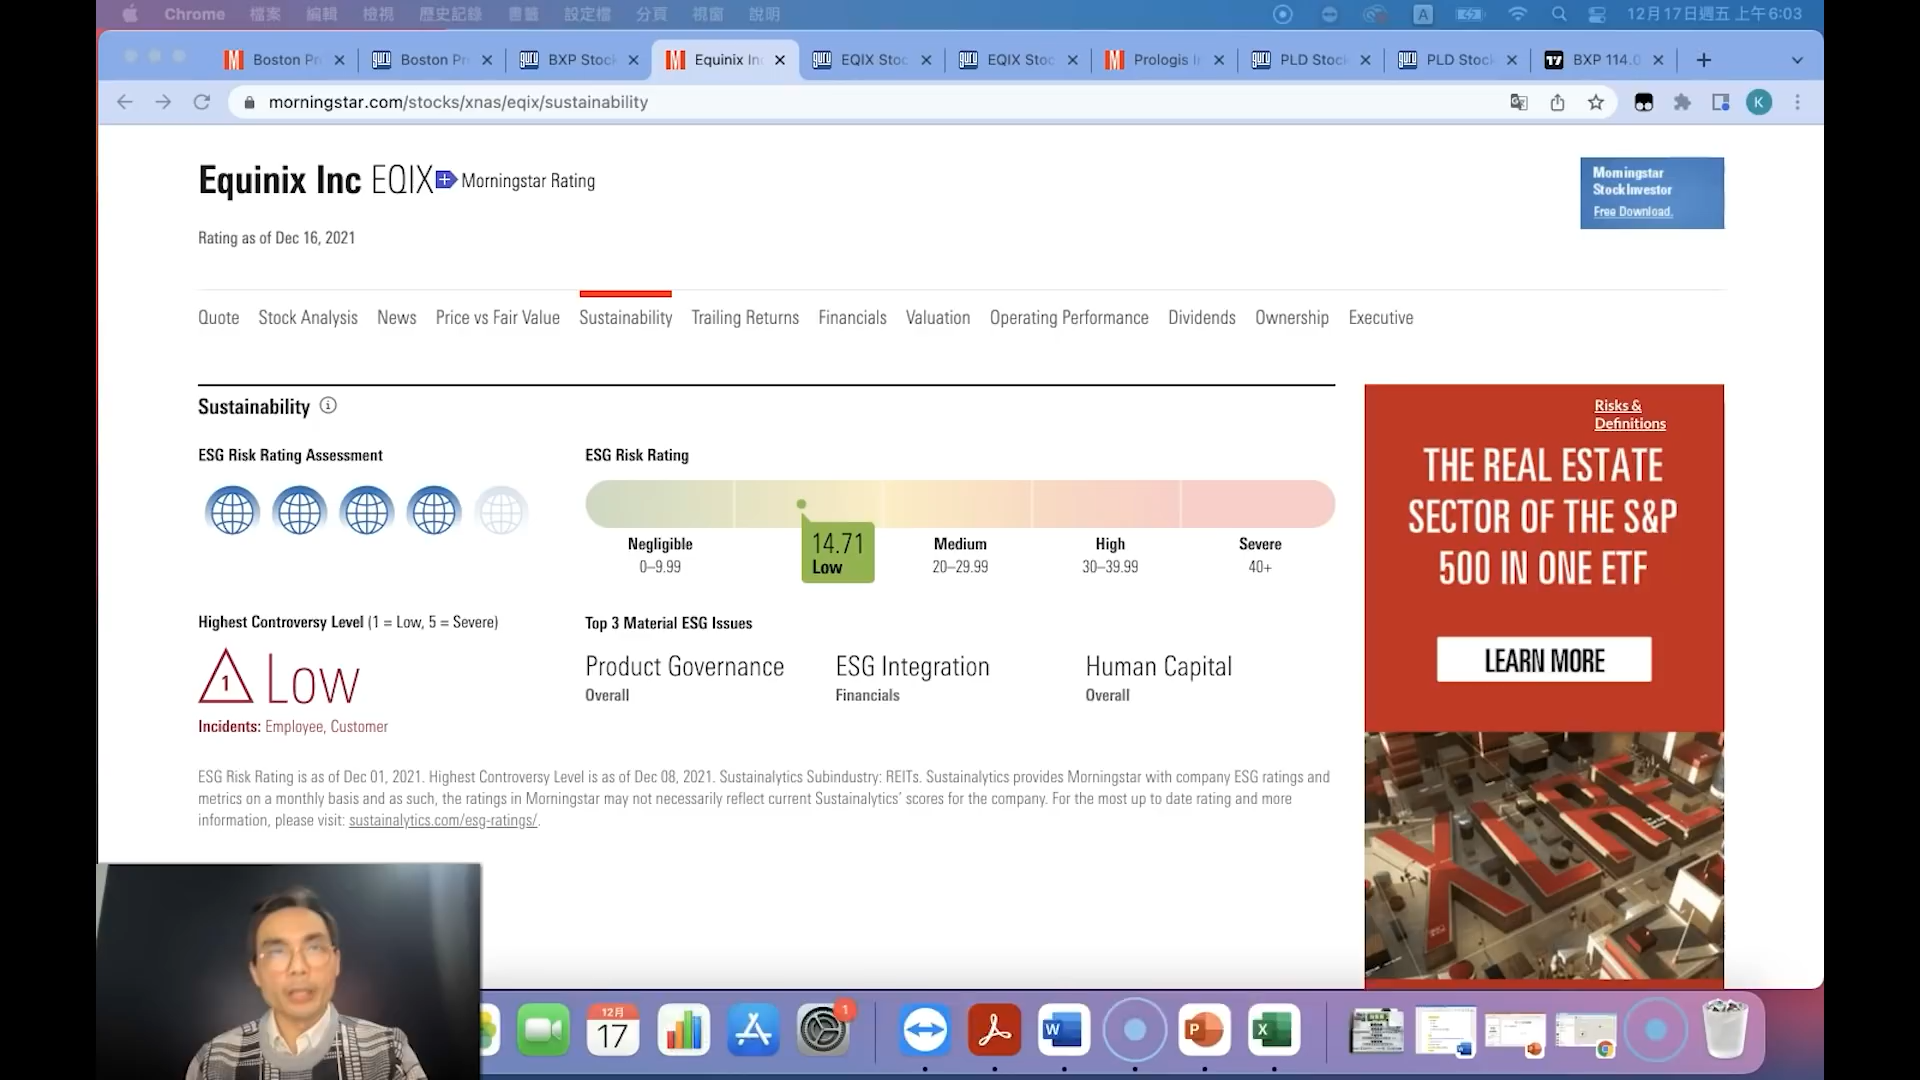 Chrome 檔案 編輯 檢視 歷史記錄 書籤 設定檔 分頁 視窗 說明 A 12月17日週五 上午6:03
M Boston Pr guru Boston Pr guru BXP Stock M Equinix In guru EQIX Stoc guru EQIX Stoc M Prologis I guru PLD Stock guru PLD Stock 17 BXP 114.0
morningstar.com/stocks/xnas/eqix/sustainability K
Equinix Inc EQIX Morningstar Rating
Rating as of Dec 16, 2021
Morningstar
StockInvestor
Free Download.
Quote Stock Analysis News Price vs Fair Value Sustainability Trailing Returns Financials Valuation Operating Performance Dividends Ownership Executive
Sustainability
ESG Risk Rating Assessment
ESG Risk Rating
14.71
Low
Negligible
0–9.99
Medium
20–29.99
High
30–39.99
Severe
40+
Highest Controversy Level (1 = Low, 5 = Severe)
1 Low
Incidents: Employee, Customer
Top 3 Material ESG Issues
Product Governance
Overall
ESG Integration
Financials
Human Capital
Overall
ESG Risk Rating is as of Dec 01, 2021. Highest Controversy Level is as of Dec 08, 2021. Sustainalytics Subindustry: REITs. Sustainalytics provides Morningstar with company ESG ratings and
metrics on a monthly basis and as such, the ratings in Morningstar may not necessarily reflect current Sustainalytics’ scores for the company. For the most up to date rating and more
information, please visit: sustainalytics.com/esg-ratings/.
Risks &
Definitions
THE REAL ESTATE
SECTOR OF THE S&P
500 IN ONE ETF
LEARN MORE
XLRE
12月
17
1
W
P
X